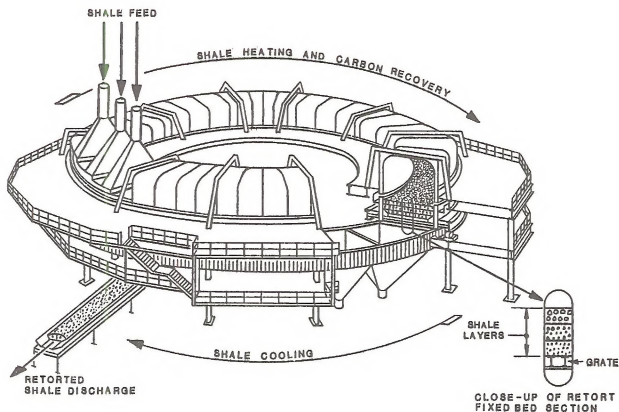 SHALE FEED
SHALE HEATING AND CARBON RECOVERY
SHALE LAYERS
GRATE
SHALE COOLING
RETORTED
SHALE DISCHARGE
CLOSE-UP OF RETORT
FIXED BED SECTION